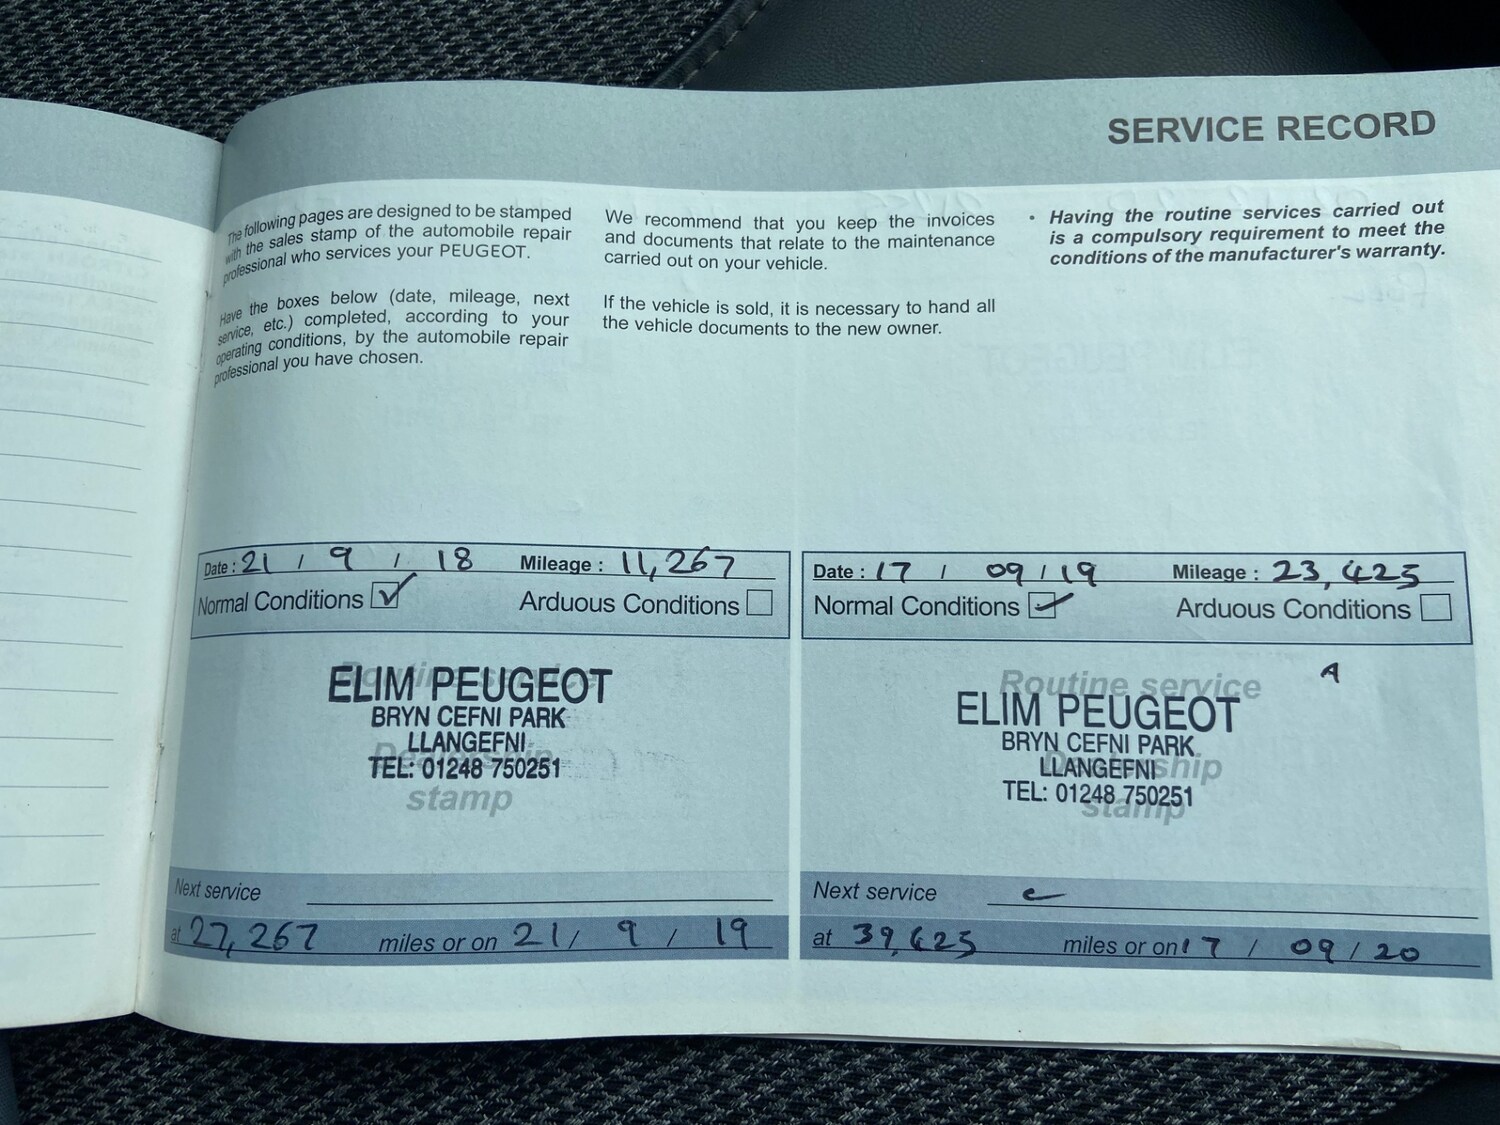 SERVICE RECORD
The following pages are designed to be stamped
with the sales stamp of the automobile repair
professional who services your PEUGEOT.
Have the boxes below (date, mileage, next
service, etc.) completed, according to your
operating conditions, by the automobile repair
professional you have chosen.
We recommend that you keep the invoices
and documents that relate to the maintenance
carried out on your vehicle.
If the vehicle is sold, it is necessary to hand all
the vehicle documents to the new owner.
• Having the routine services carried out
is a compulsory requirement to meet the
conditions of the manufacturer's warranty.
Date : 21 / 9 / 18 Mileage : 11,267
Normal Conditions Arduous Conditions
Routine service
ELIM PEUGEOT
BRYN CEFNI PARK
LLANGEFNI
Dealership
TEL: 01248 750251
stamp
Next service
at 27,267 miles or on 21 / 9 / 19
Date : 17 / 09 / 19 Mileage : 23,425
Normal Conditions Arduous Conditions
A
Routine service
ELIM PEUGEOT
BRYN CEFNI PARK
LLANGEFNI
TEL: 01248 750251
stamp
Next service
at 39,425 miles or on 17 / 09 / 20